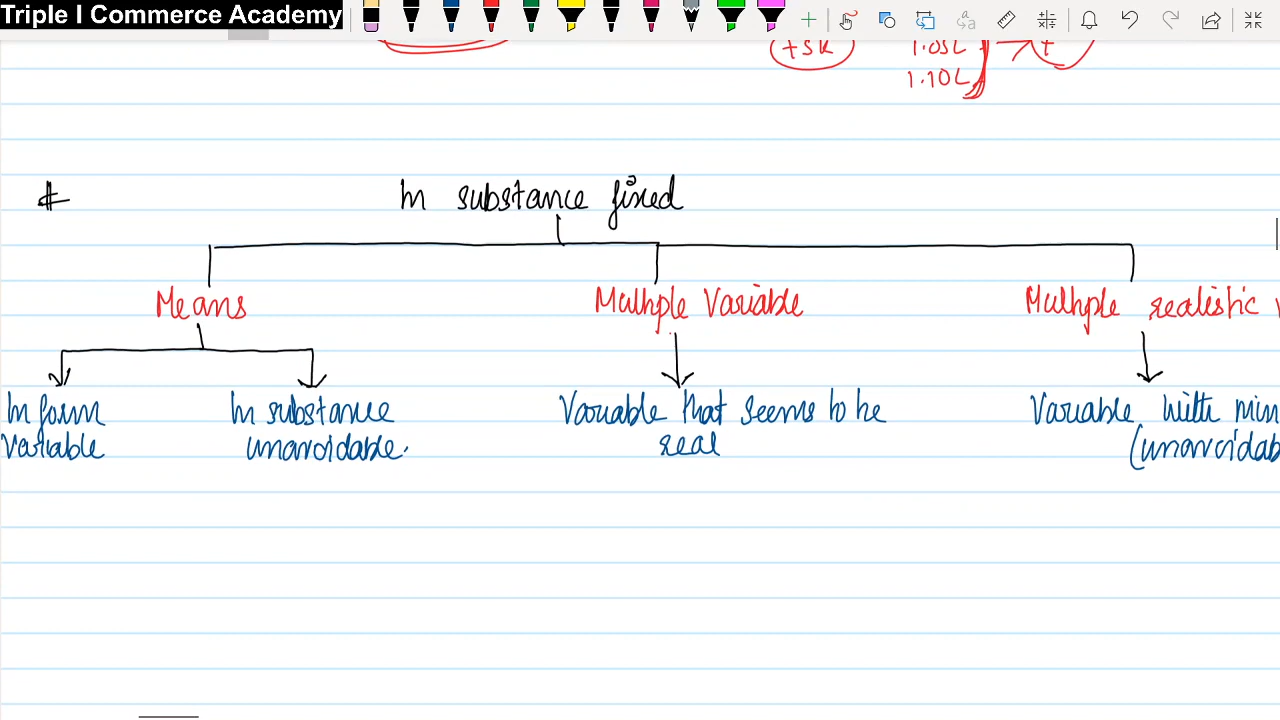 Triple I Commerce Academy
+5K
1.05L
1.10L
# In substance fixed
Means
Multiple Variable
Multiple realistic
In form
variable
In substance
unavoidable.
Variable that seems to be
real
Variable with min
(unavoidab